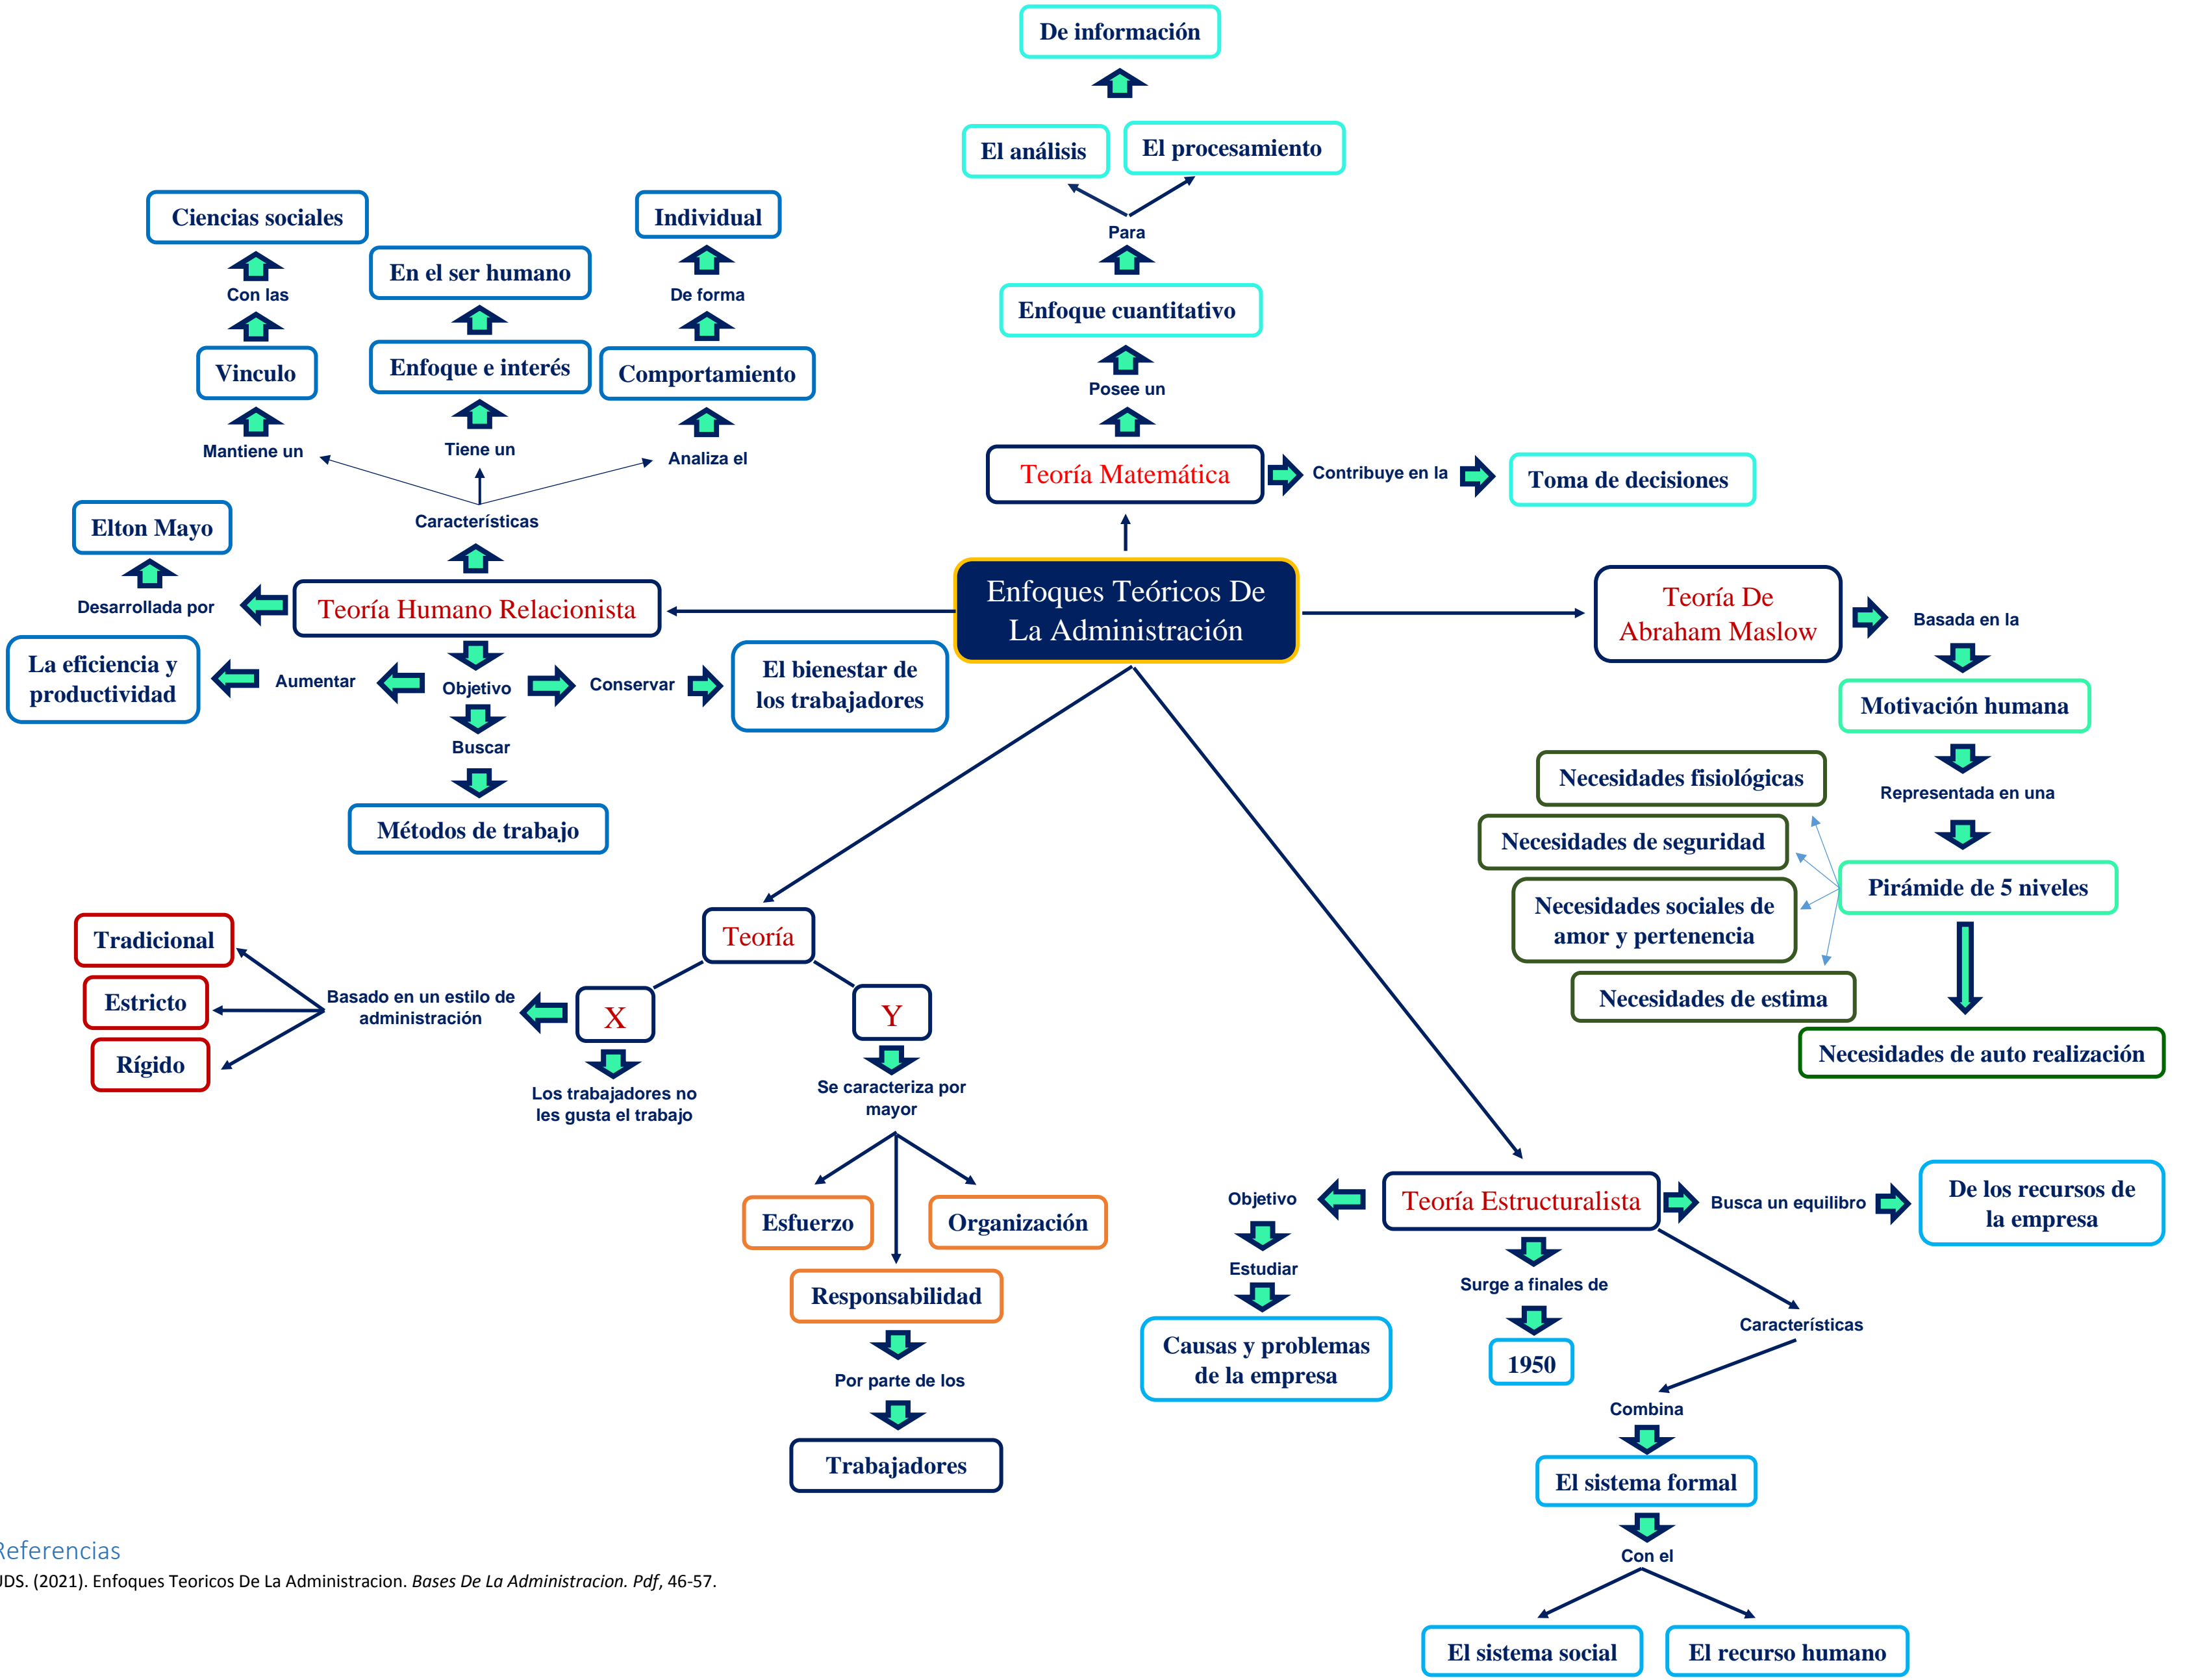 De información
El análisis
El procesamiento
Para
Enfoque cuantitativo
Posee un
Teoría Matemática
Contribuye en la
Toma de decisiones
Ciencias sociales
Con las
Vinculo
Mantiene un
En el ser humano
Enfoque e interés
Tiene un
Individual
De forma
Comportamiento
Analiza el
Características
Elton Mayo
Desarrollada por
Teoría Humano Relacionista
La eficiencia y
productividad
Aumentar
Objetivo
Conservar
El bienestar de
los trabajadores
Buscar
Métodos de trabajo
Enfoques Teóricos De
La Administración
Teoría De
Abraham Maslow
Basada en la
Motivación humana
Representada en una
Pirámide de 5 niveles
Necesidades fisiológicas
Necesidades de seguridad
Necesidades sociales de
amor y pertenencia
Necesidades de estima
Necesidades de auto realización
Teoría
X
Y
Basado en un estilo de
administración
Tradicional
Estricto
Rígido
Los trabajadores no
les gusta el trabajo
Se caracteriza por
mayor
Esfuerzo
Organización
Responsabilidad
Por parte de los
Trabajadores
Teoría Estructuralista
Objetivo
Estudiar
Causas y problemas
de la empresa
Surge a finales de
1950
Busca un equilibro
De los recursos de
la empresa
Características
Combina
El sistema formal
Con el
El sistema social
El recurso humano
Referencias
UDS. (2021). Enfoques Teoricos De La Administracion. Bases De La Administracion. Pdf, 46-57.